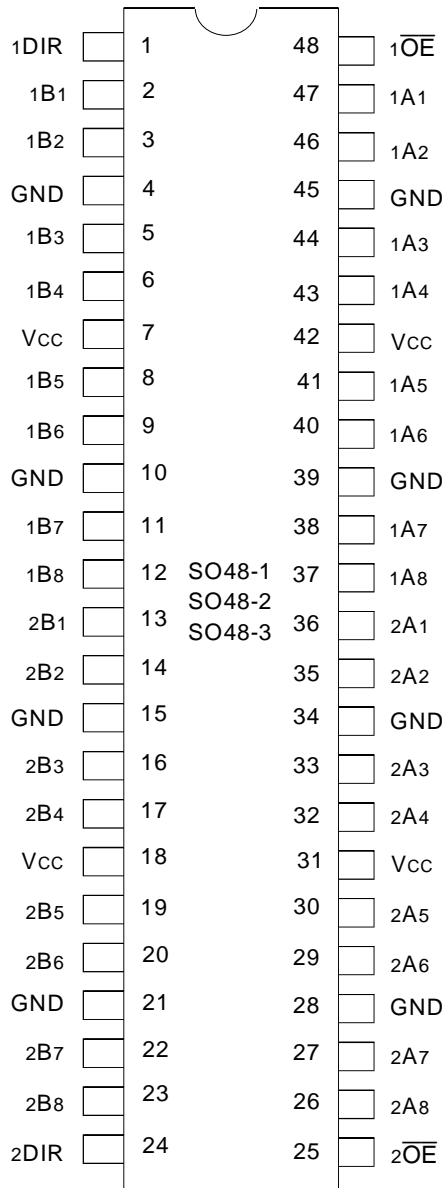 1DIR 1 48 1O̅E̅
1B1 2 47 1A1
1B2 3 46 1A2
GND 4 45 GND
1B3 5 44 1A3
1B4 6 43 1A4
VCC 7 42 VCC
1B5 8 41 1A5
1B6 9 40 1A6
GND 10 39 GND
1B7 11 38 1A7
1B8 12 SO48-1 37 1A8
2B1 13 SO48-2 36 2A1
SO48-3
2B2 14 35 2A2
GND 15 34 GND
2B3 16 33 2A3
2B4 17 32 2A4
VCC 18 31 VCC
2B5 19 30 2A5
2B6 20 29 2A6
GND 21 28 GND
2B7 22 27 2A7
2B8 23 26 2A8
2DIR 24 25 2O̅E̅